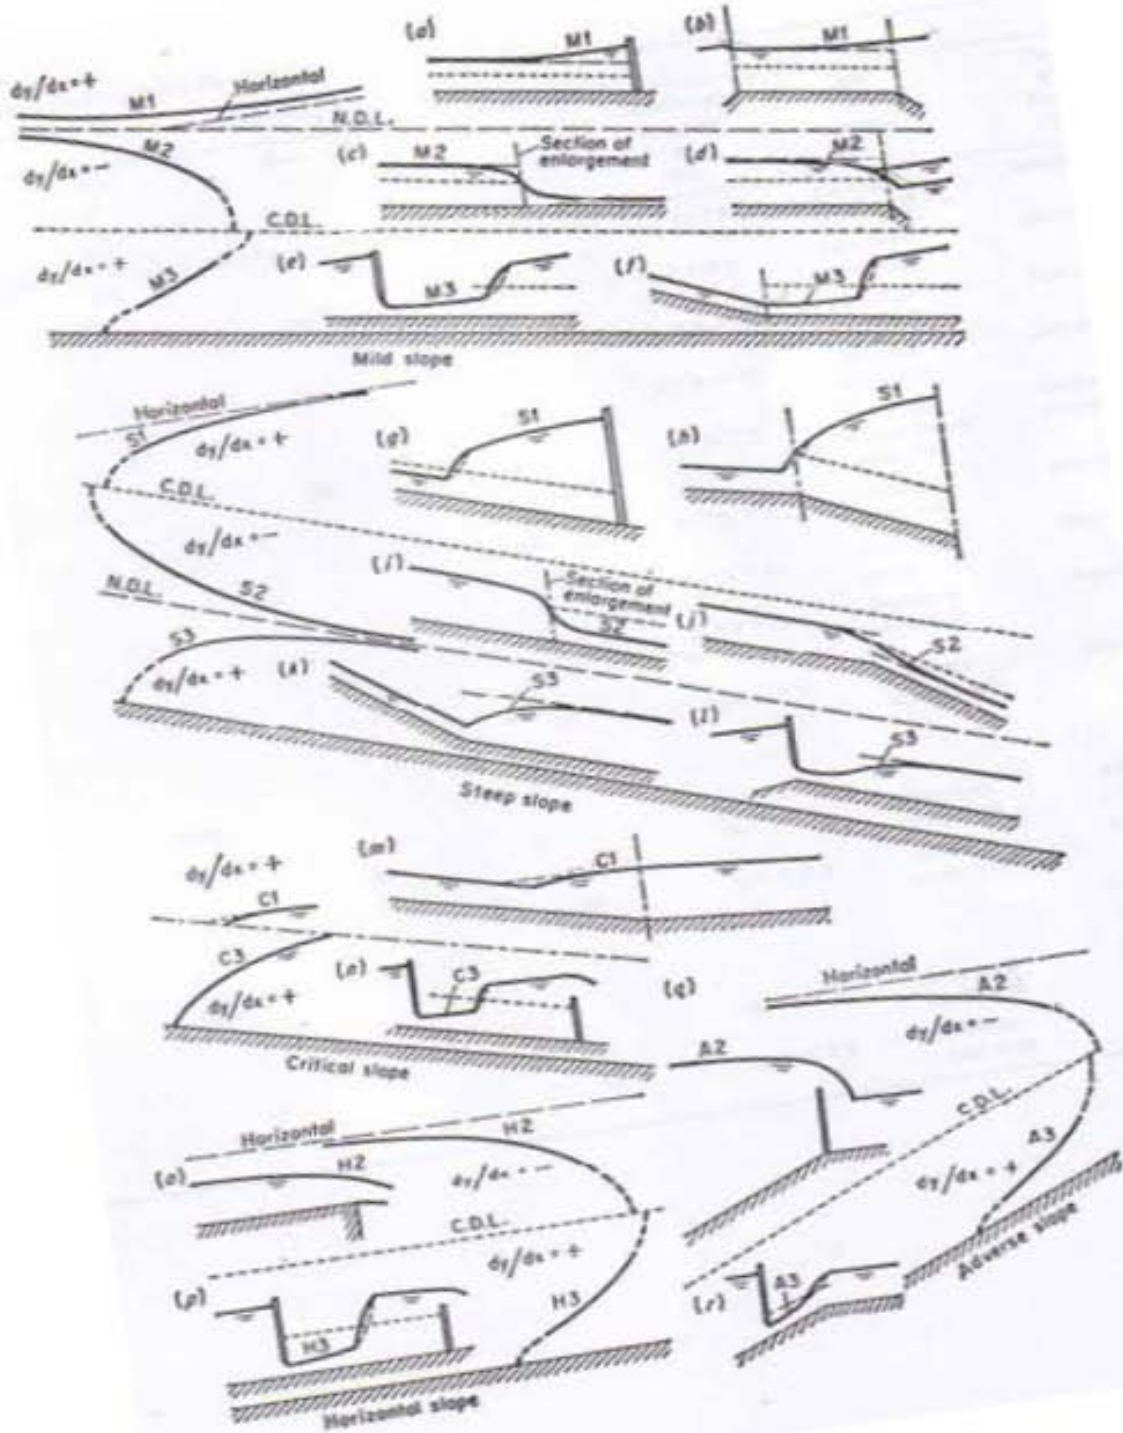 (a) M1
(b) M1
dy/dx = +
M1
Horizontal
N.D.L.
M2
dy/dx = −
(c) M2
Section of
enlargement
(d) M2
C.D.L.
dy/dx = +
M3
(e) M3
(f) M3
Mild slope
Horizontal
S1
dy/dx = +
(g) S1
(h) S1
C.D.L.
dy/dx = −
N.D.L.
S2
(i)
Section of
enlargement
S2
(j) S2
S3
dy/dx = +
(k) S3
(l) S3
Steep slope
dy/dx = +
C1
(m) C1
C3
dy/dx = +
(n) C3
Critical slope
(q)
Horizontal
A2
dy/dx = −
A2
C.D.L.
A3
dy/dx = +
Adverse slope
(r) A3
Horizontal
H2
(o) H2
dy/dx = −
C.D.L.
dy/dx = +
H3
(p) H3
Horizontal slope